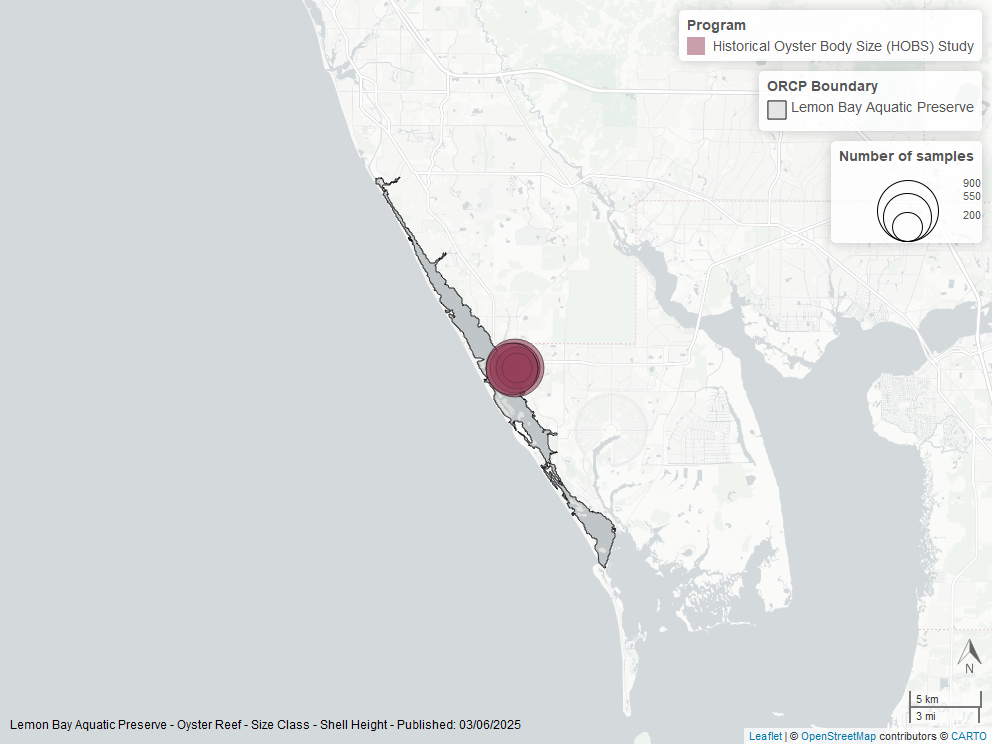 Program
Historical Oyster Body Size (HOBS) Study
ORCP Boundary
Lemon Bay Aquatic Preserve
Number of samples
900
550
200
N
5 km
3 mi
Lemon Bay Aquatic Preserve - Oyster Reef - Size Class - Shell Height - Published: 03/06/2025
Leaflet | © OpenStreetMap contributors © CARTO